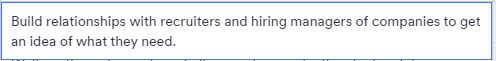 Build relationships with recruiters and hiring managers of companies to get
an idea of what they need.